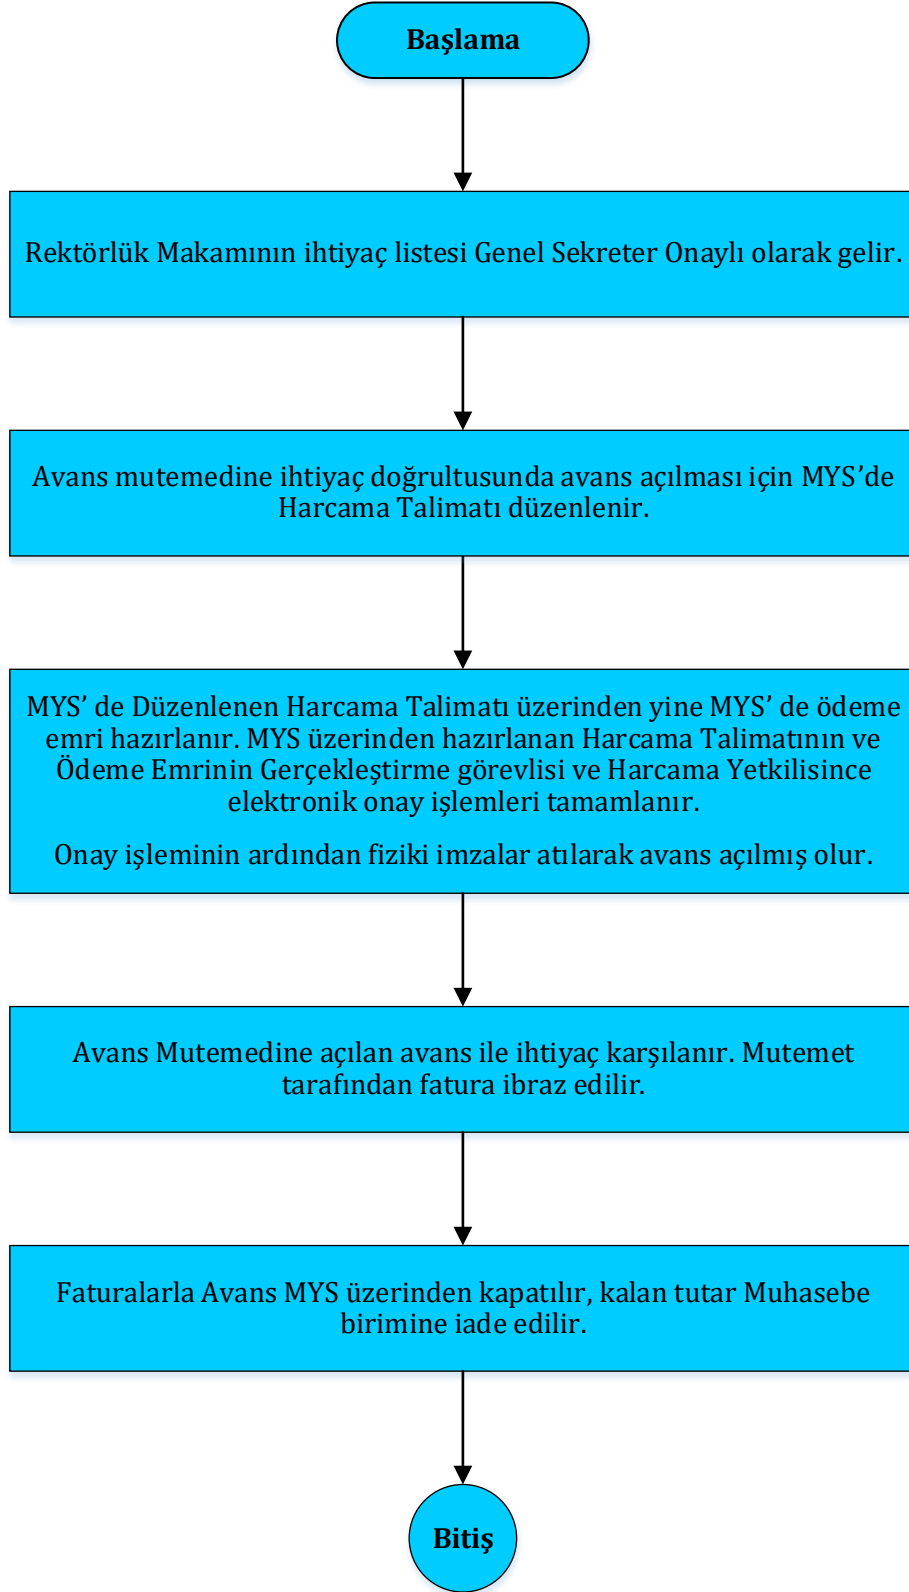 Başlama
Rektörlük Makamının ihtiyaç listesi Genel Sekreter Onaylı olarak gelir.
Avans mutemedine ihtiyaç doğrultusunda avans açılması için MYS’de
Harcama Talimatı düzenlenir.
MYS’ de Düzenlenen Harcama Talimatı üzerinden yine MYS’ de ödeme
emri hazırlanır. MYS üzerinden hazırlanan Harcama Talimatının ve
Ödeme Emrinin Gerçekleştirme görevlisi ve Harcama Yetkilisince
elektronik onay işlemleri tamamlanır.
Onay işleminin ardından fiziki imzalar atılarak avans açılmış olur.
Avans Mutemedine açılan avans ile ihtiyaç karşılanır. Mutemet
tarafından fatura ibraz edilir.
Faturalarla Avans MYS üzerinden kapatılır, kalan tutar Muhasebe
birimine iade edilir.
Bitiş